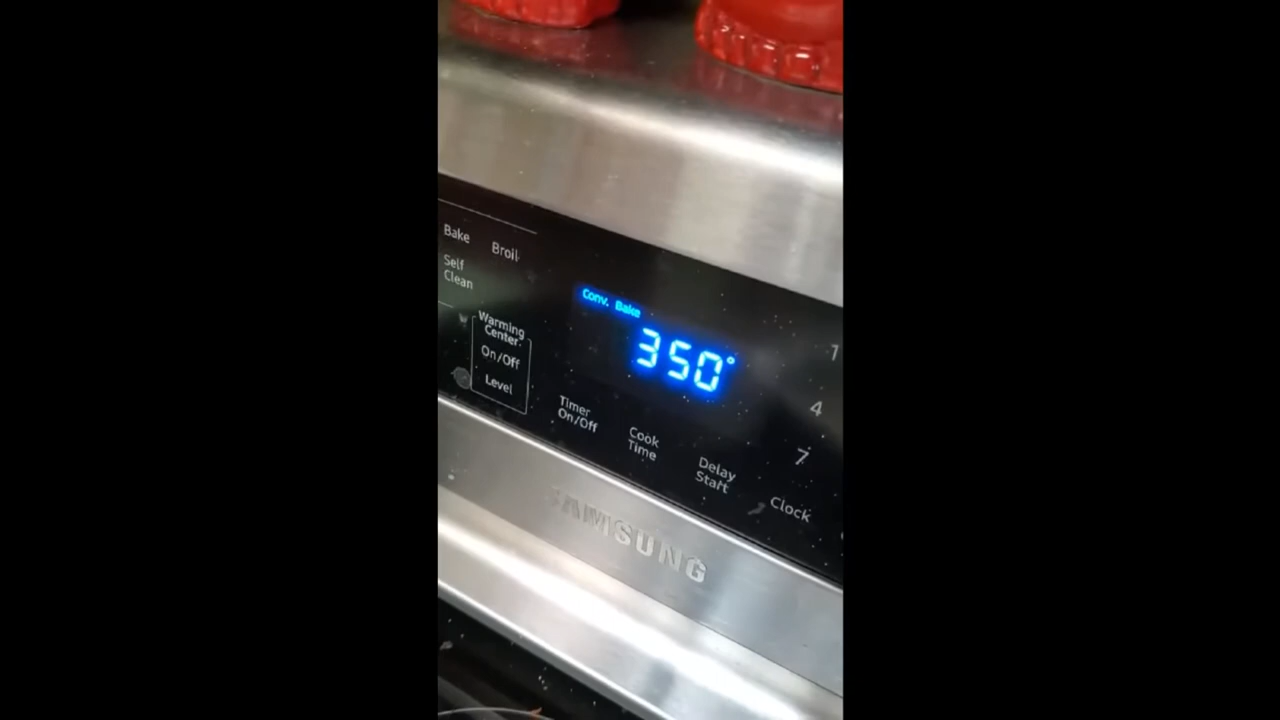 Bake Broil
Self
Clean
Conv. Bake
350°
Warming
Center
On/Off
Level
Timer
On/Off
Cook
Time
Delay
Start
1
4
7
Clock
SAMSUNG